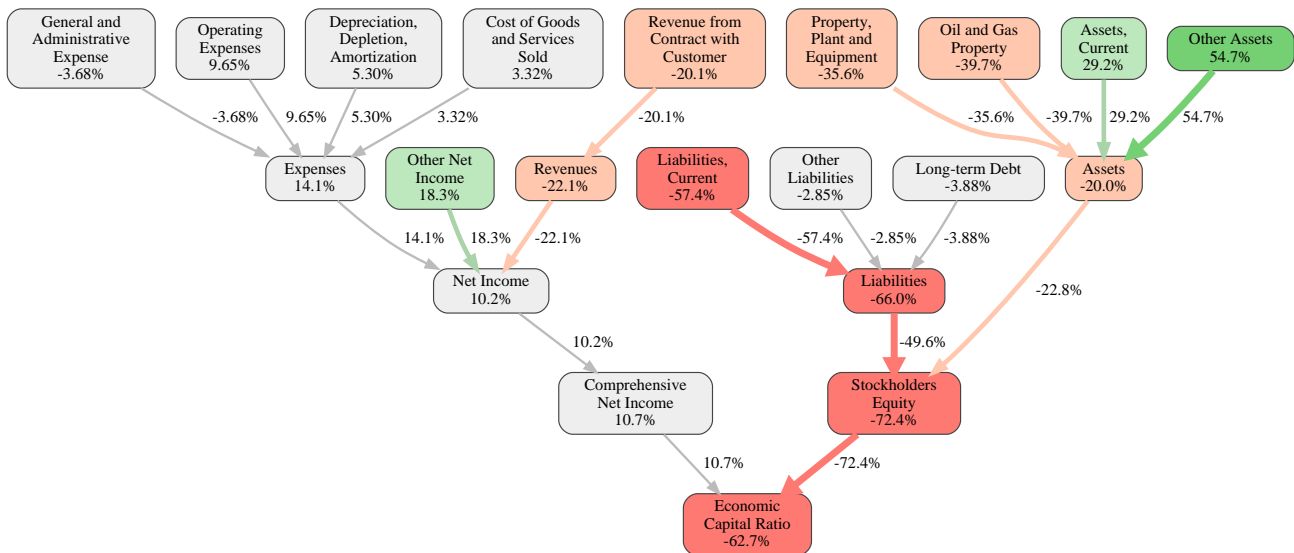 General and
Administrative
Expense
-3.68%
Operating
Expenses
9.65%
Depreciation,
Depletion,
Amortization
5.30%
Cost of Goods
and Services
Sold
3.32%
Revenue from
Contract with
Customer
-20.1%
Property,
Plant and
Equipment
-35.6%
Oil and Gas
Property
-39.7%
Assets,
Current
29.2%
Other Assets
54.7%
-3.68%
9.65%
5.30%
3.32%
-20.1%
-35.6%
-39.7%
29.2%
54.7%
Expenses
14.1%
Other Net
Income
18.3%
Revenues
-22.1%
Liabilities,
Current
-57.4%
Other
Liabilities
-2.85%
Long-term Debt
-3.88%
Assets
-20.0%
14.1%
18.3%
-22.1%
-57.4%
-2.85%
-3.88%
Net Income
10.2%
Liabilities
-66.0%
-22.8%
10.2%
-49.6%
Comprehensive
Net Income
10.7%
Stockholders
Equity
-72.4%
10.7%
-72.4%
Economic
Capital Ratio
-62.7%